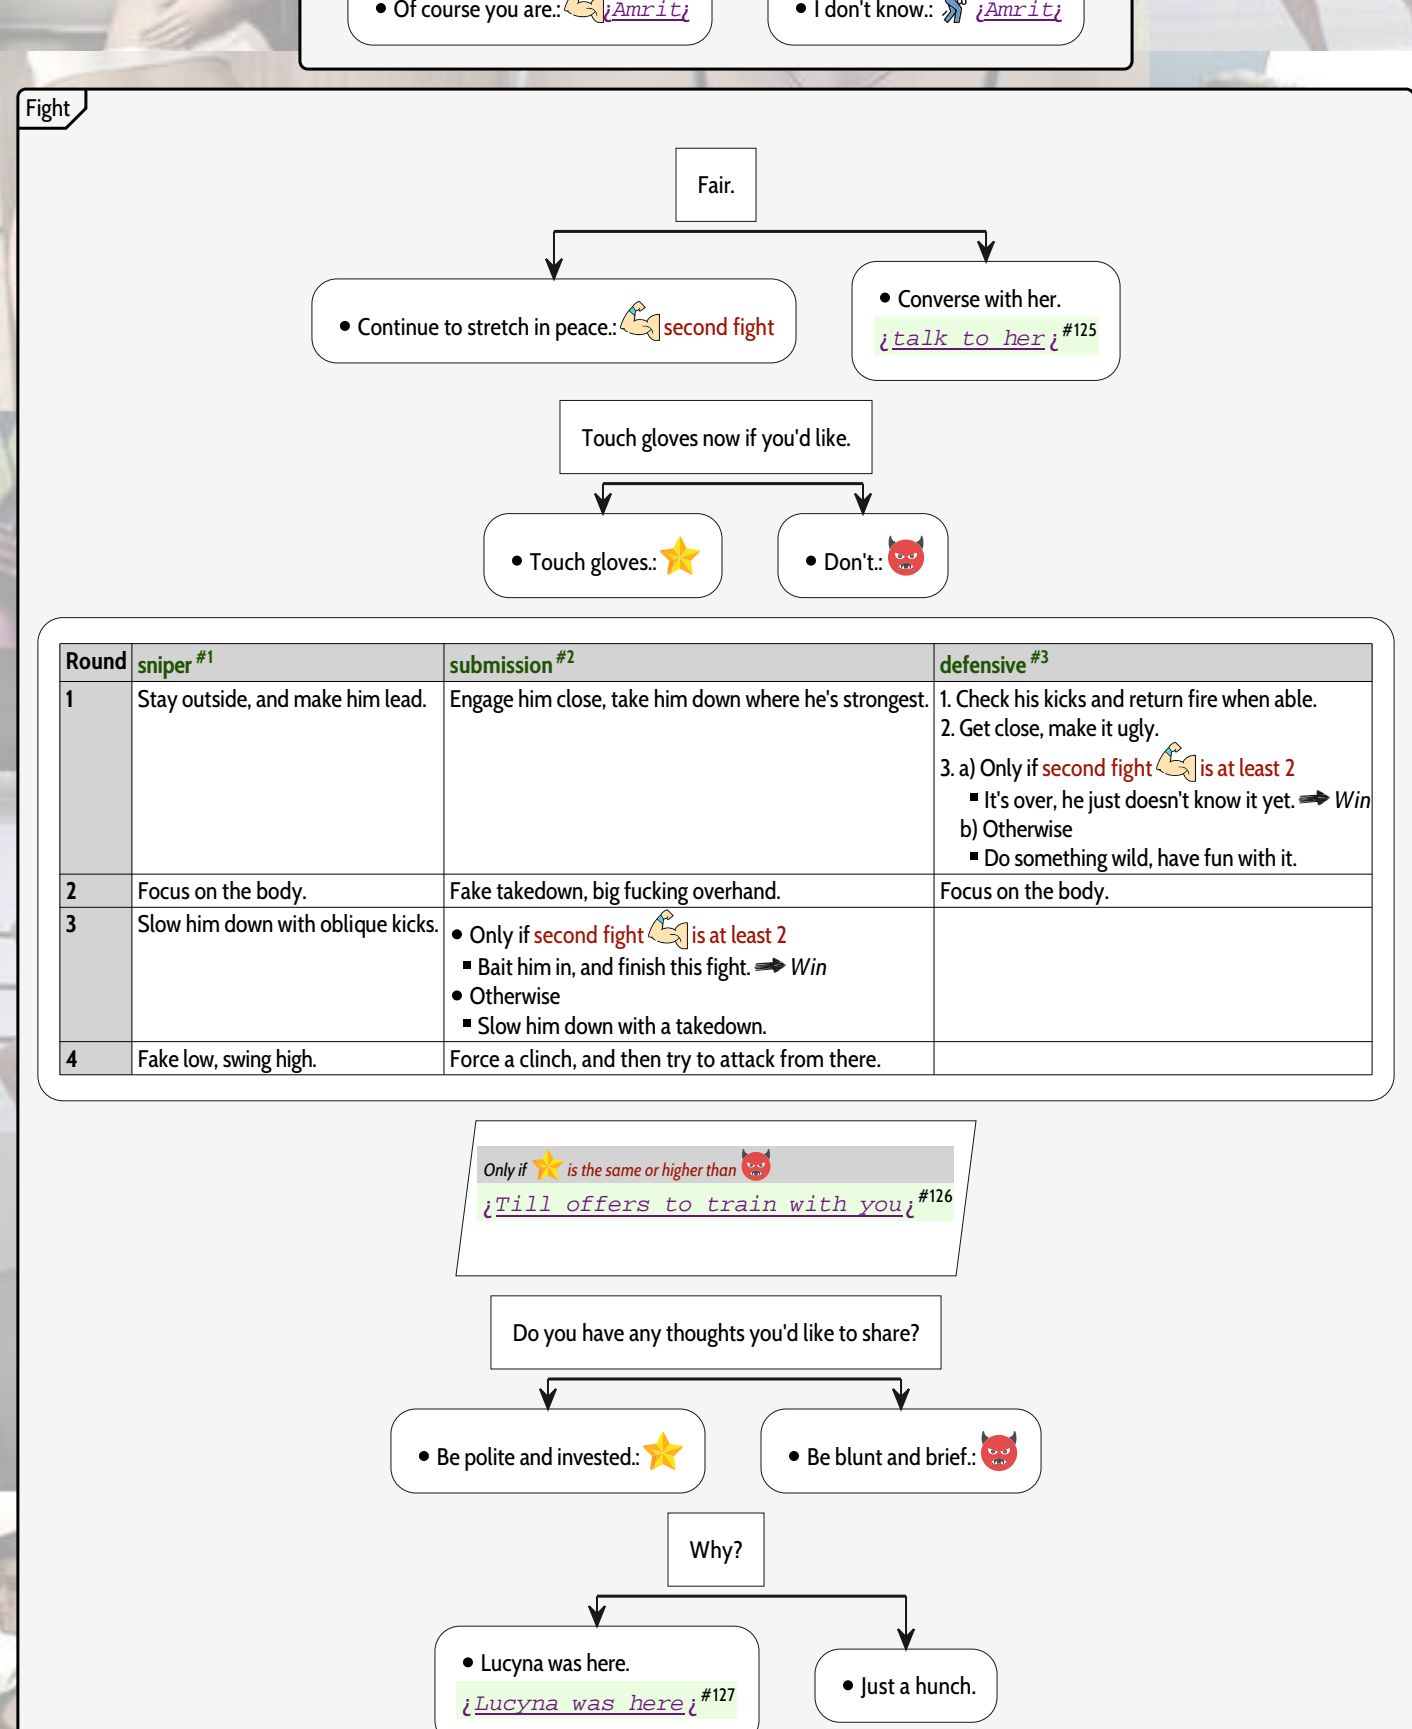 • Of course you are.: ¿Amrit¿
• I don't know.: ¿Amrit¿
Fight
Fair.
• Continue to stretch in peace.: second fight
• Converse with her.
¿talk to her¿ #125
Touch gloves now if you'd like.
• Touch gloves.:
• Don't.:
Round sniper #1 submission #2 defensive #3
1 Stay outside, and make him lead. Engage him close, take him down where he's strongest. 1. Check his kicks and return fire when able.
2. Get close, make it ugly.
3. a) Only if second fight is at least 2
▪ It's over, he just doesn't know it yet. Win
b) Otherwise
▪ Do something wild, have fun with it.
2 Focus on the body. Fake takedown, big fucking overhand. Focus on the body.
3 Slow him down with oblique kicks. • Only if second fight is at least 2
▪ Bait him in, and finish this fight. Win
• Otherwise
▪ Slow him down with a takedown.
4 Fake low, swing high. Force a clinch, and then try to attack from there.
Only if is the same or higher than
¿Till offers to train with you¿ #126
Do you have any thoughts you'd like to share?
• Be polite and invested.:
• Be blunt and brief.:
Why?
• Lucyna was here.
¿Lucyna was here¿ #127
• Just a hunch.